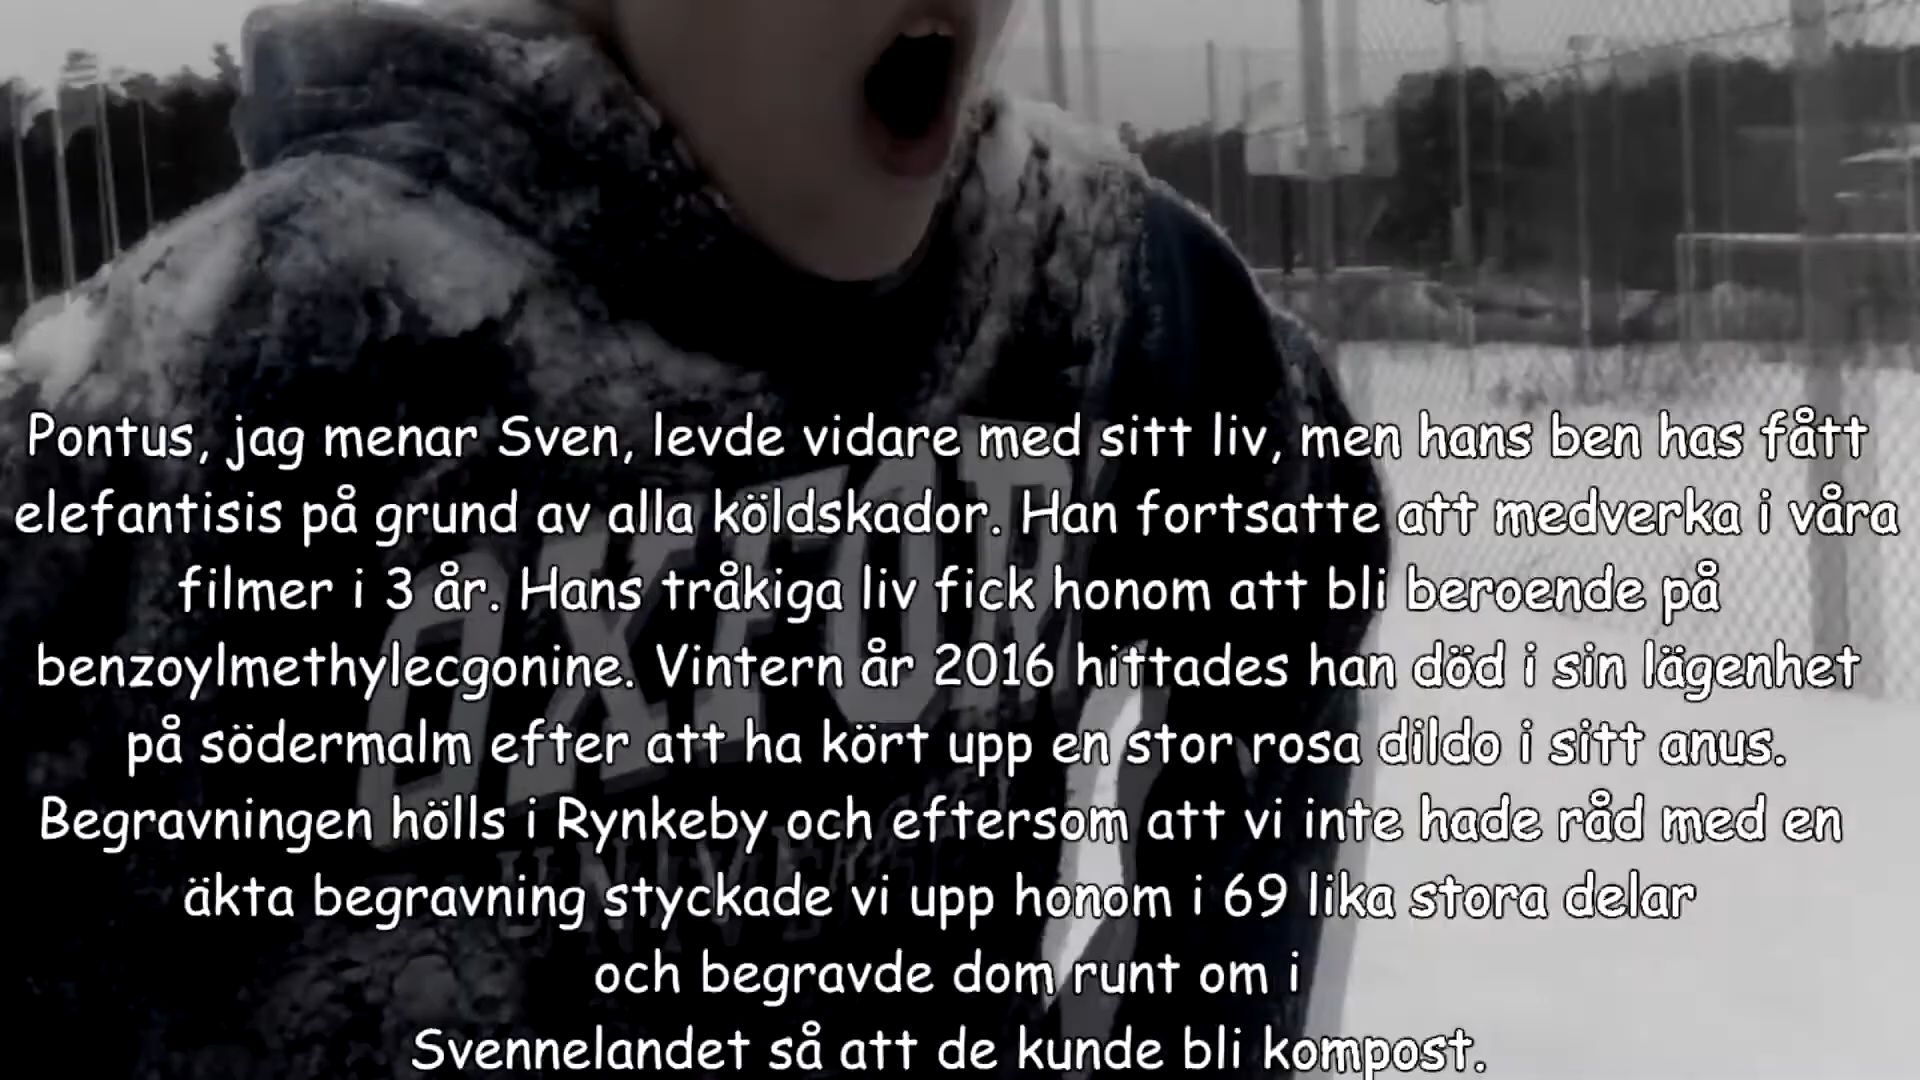 Pontus, jag menar Sven, levde vidare med sitt liv, men hans ben has fått
elefantisis på grund av alla köldskador. Han fortsatte att medverka i våra
filmer i 3 år. Hans tråkiga liv fick honom att bli beroende på
benzoylmethylecgonine. Vintern år 2016 hittades han död i sin lägenhet
på södermalm efter att ha kört upp en stor rosa dildo i sitt anus.
Begravningen hölls i Rynkeby och eftersom att vi inte hade råd med en
äkta begravning styckade vi upp honom i 69 lika stora delar
och begravde dom runt om i
Svennelandet så att de kunde bli kompost.
OXFOR
UNIVER